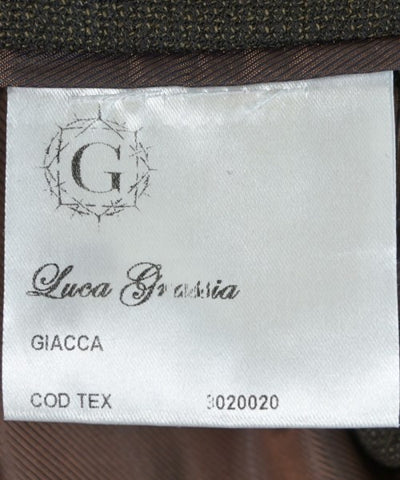 G
Luca Grassia
GIACCA
COD TEX 3020020